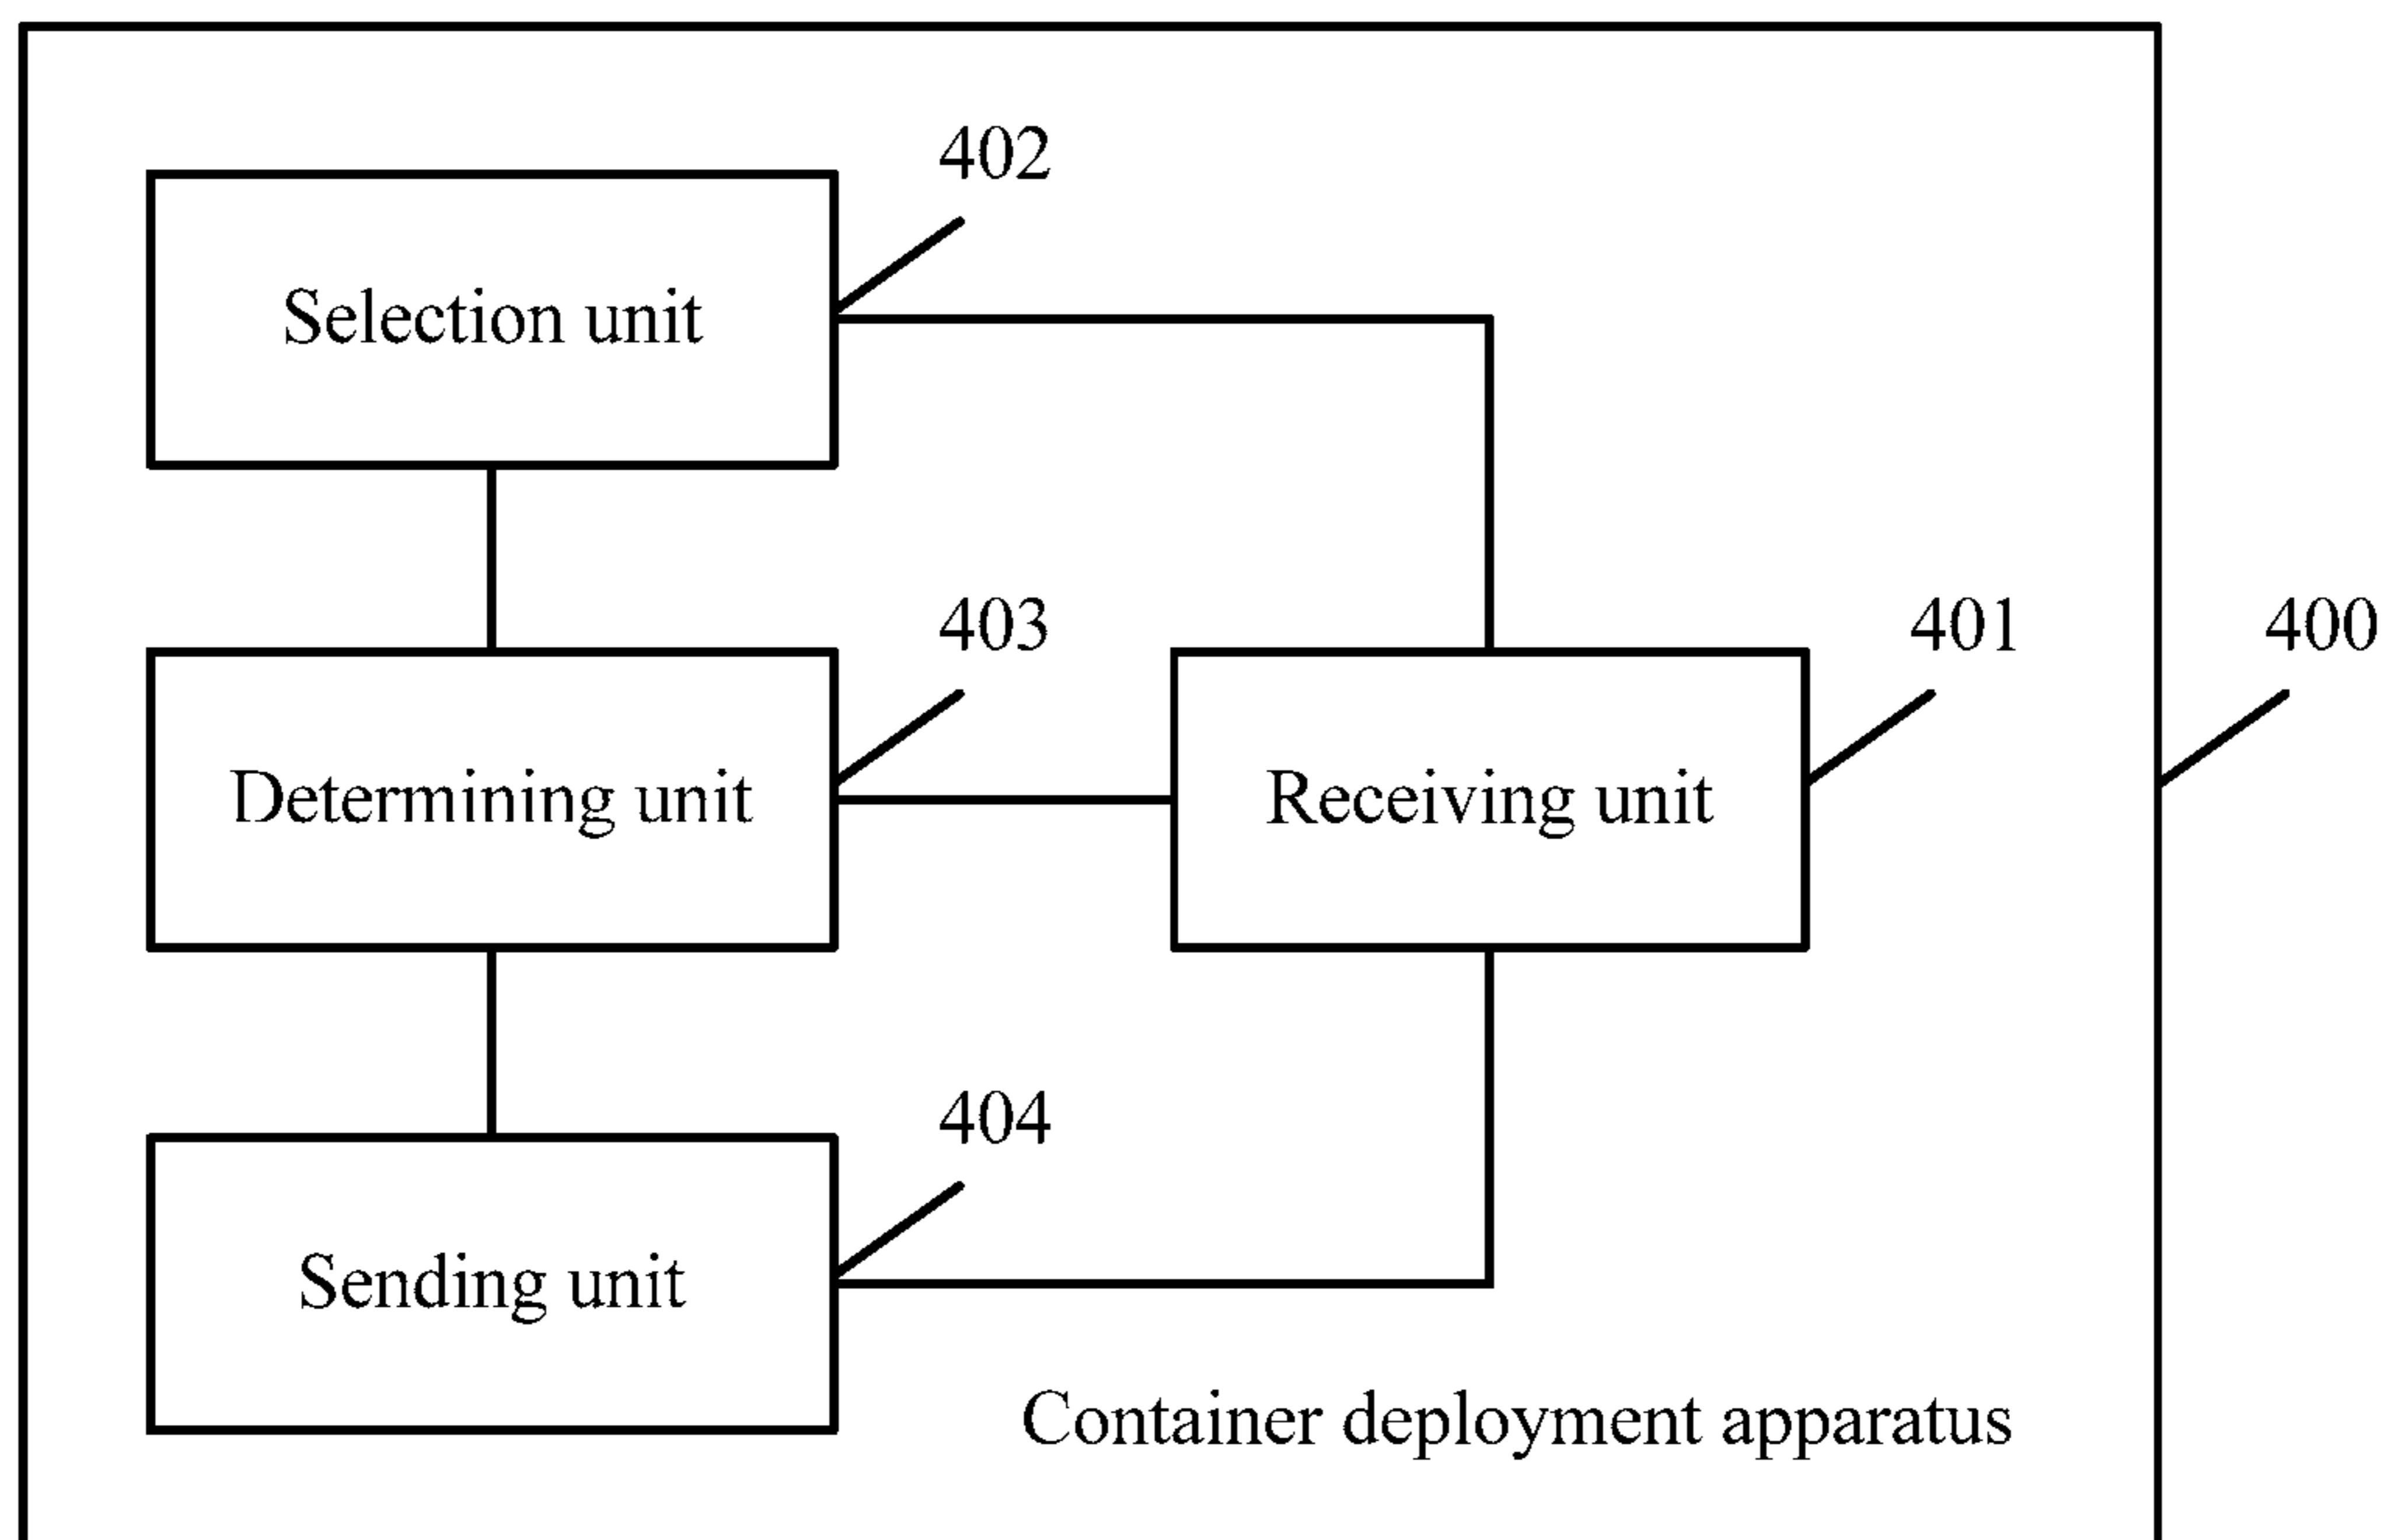 402
Selection unit
403
401
400
Determining unit
Receiving unit
404
Sending unit
Container deployment apparatus